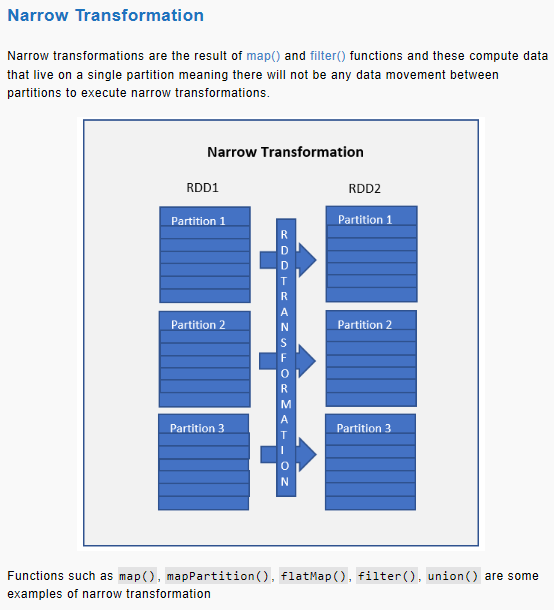 Narrow Transformation
Narrow transformations are the result of map() and filter() functions and these compute data
that live on a single partition meaning there will not be any data movement between
partitions to execute narrow transformations.
Narrow Transformation
RDD1
RDD2
Partition 1
Partition 1
RDD TRANSFORMATION
Partition 2
Partition 2
Partition 3
Partition 3
Functions such as map(), mapPartition(), flatMap(), filter(), union() are some
examples of narrow transformation